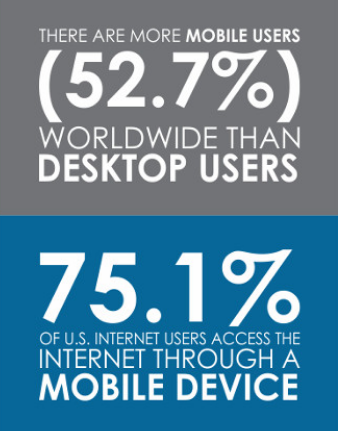 THERE ARE MORE MOBILE USERS
(52.7%)
WORLDWIDE THAN
DESKTOP USERS
75.1%
OF U.S. INTERNET USERS ACCESS THE
INTERNET THROUGH A
MOBILE DEVICE